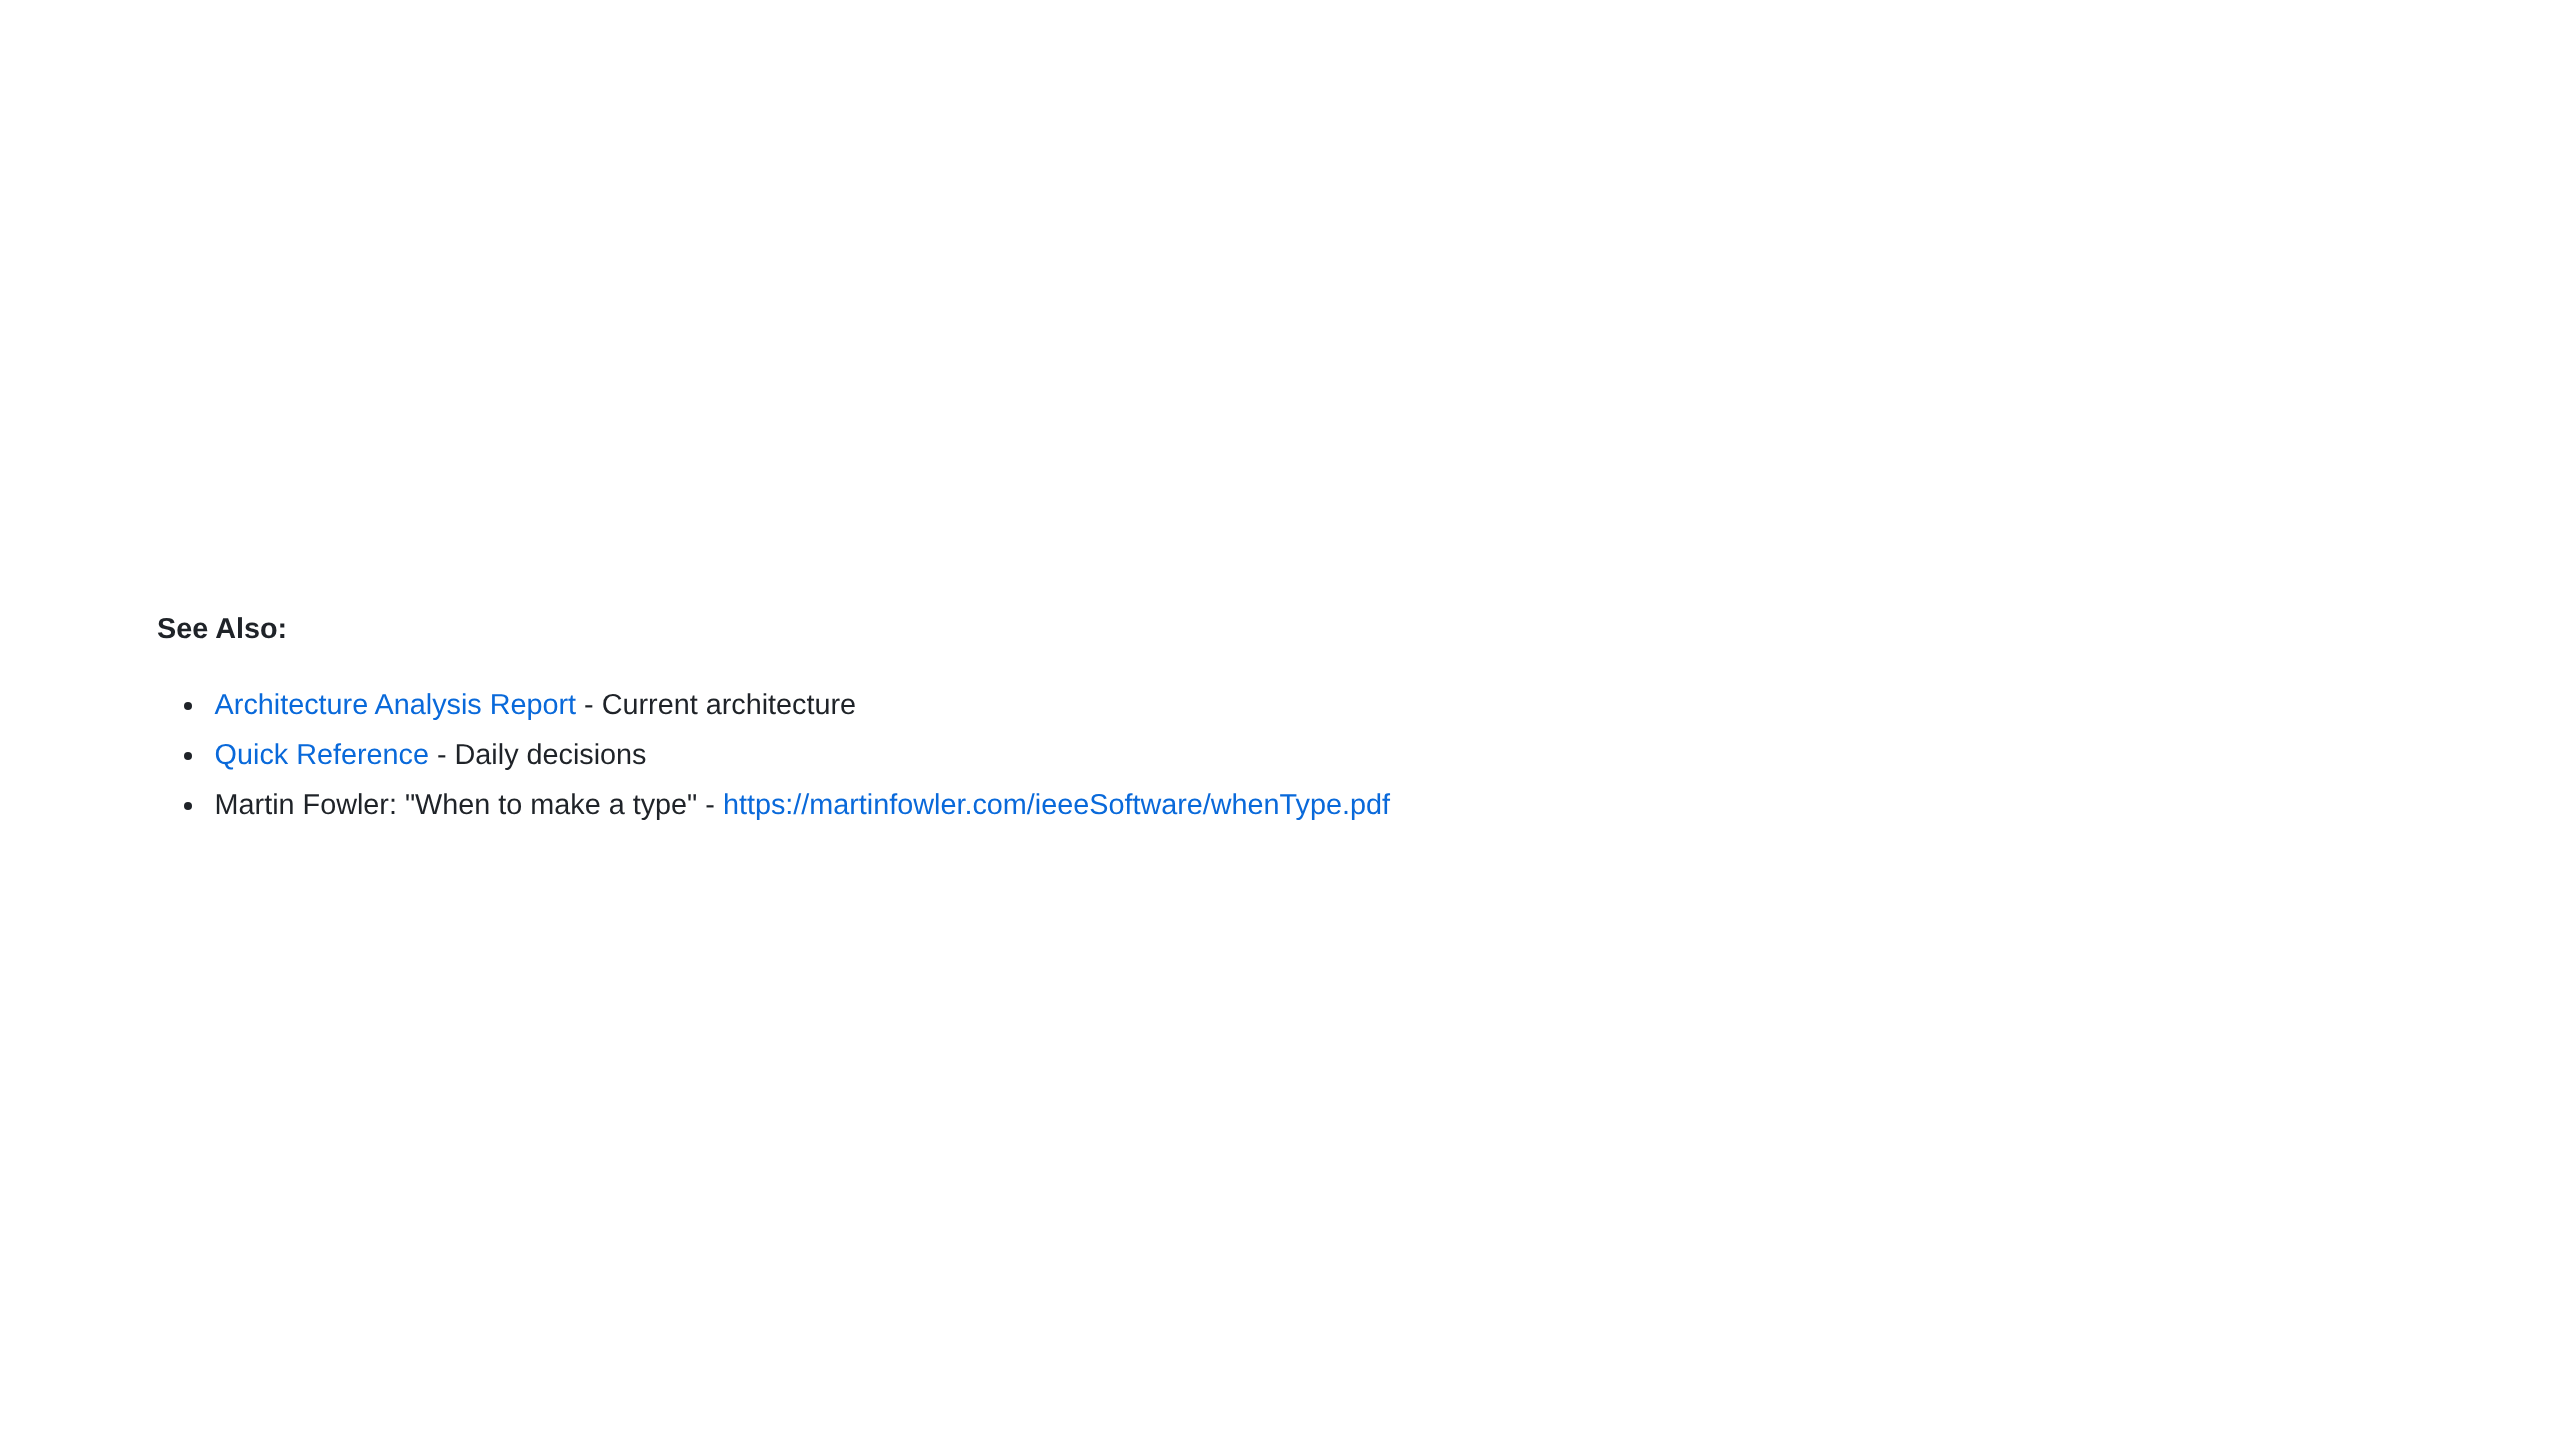 See Also:
• Architecture Analysis Report - Current architecture
• Quick Reference - Daily decisions
• Martin Fowler: "When to make a type" - https://martinfowler.com/ieeeSoftware/whenType.pdf